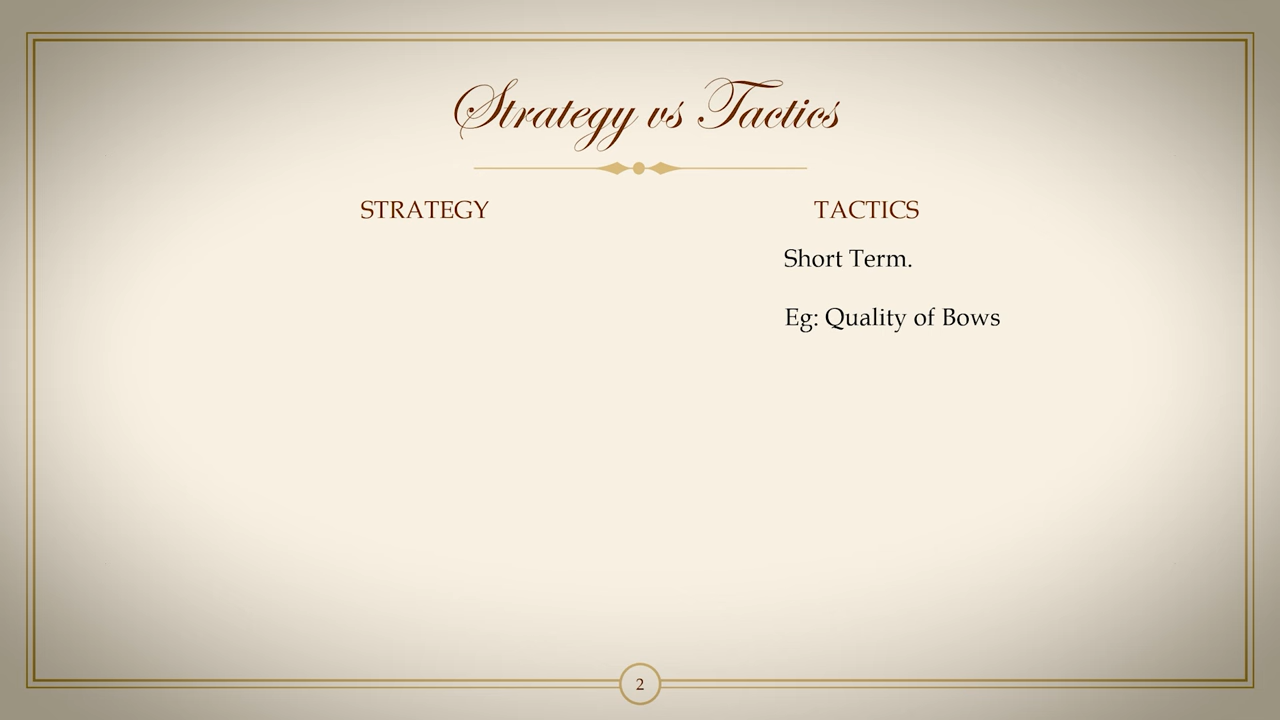 Strategy vs Tactics
STRATEGY
TACTICS
Short Term.
Eg: Quality of Bows
2